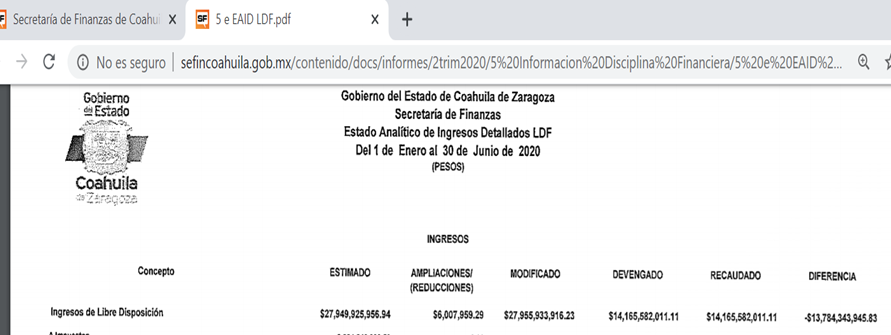 Secretaría de Finanzas de Coahui
5 e EAID LDF.pdf
No es seguro | sefincoahuila.gob.mx/contenido/docs/informes/2trim2020/5%20Informacion%20Disciplina%20Financiera/5%20e%20EAID%2...
Gobierno
del Estado
Coahuila
de Zaragoza
Gobierno del Estado de Coahuila de Zaragoza
Secretaría de Finanzas
Estado Analítico de Ingresos Detallados LDF
Del 1 de Enero al 30 de Junio de 2020
(PESOS)
INGRESOS
Concepto ESTIMADO AMPLIACIONES/ (REDUCCIONES) MODIFICADO DEVENGADO RECAUDADO DIFERENCIA
Ingresos de Libre Disposición $27,949,925,956.94 $6,007,959.29 $27,955,933,916.23 $14,165,582,011.11 $14,165,582,011.11 -$13,784,343,945.83